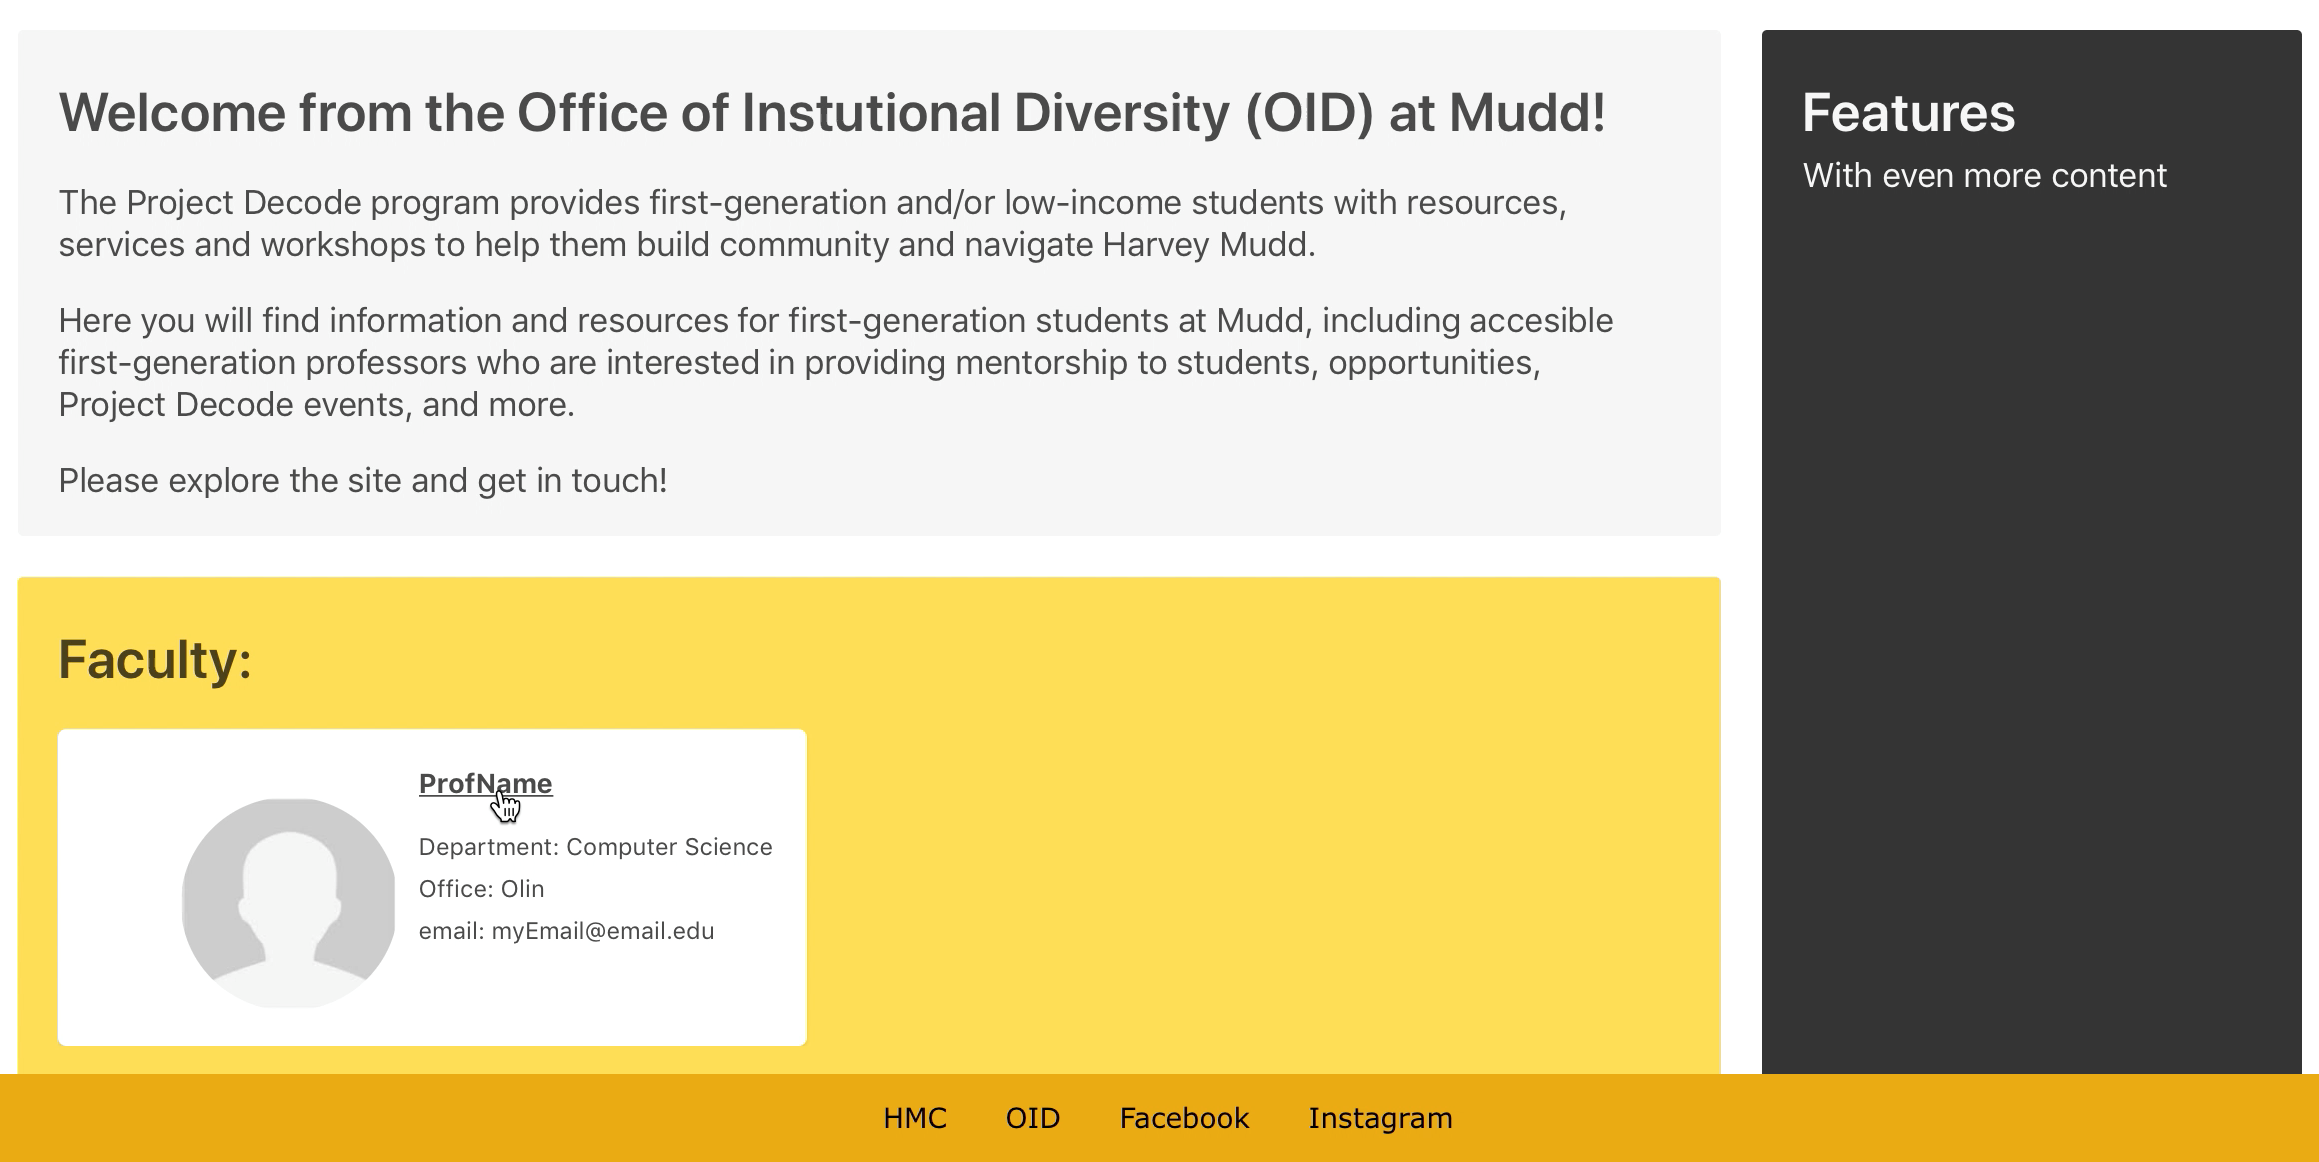 Welcome from the Office of Instutional Diversity (OID) at Mudd!
The Project Decode program provides first-generation and/or low-income students with resources,
services and workshops to help them build community and navigate Harvey Mudd.
Here you will find information and resources for first-generation students at Mudd, including accesible
first-generation professors who are interested in providing mentorship to students, opportunities,
Project Decode events, and more.
Please explore the site and get in touch!
Features
With even more content
Faculty:
ProfName
Department: Computer Science
Office: Olin
email: myEmail@email.edu
HMC OID Facebook Instagram